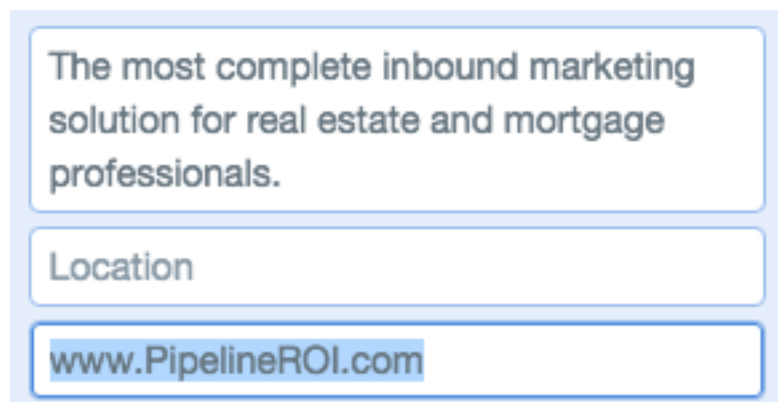 The most complete inbound marketing
solution for real estate and mortgage
professionals.
Location
www.PipelineROI.com